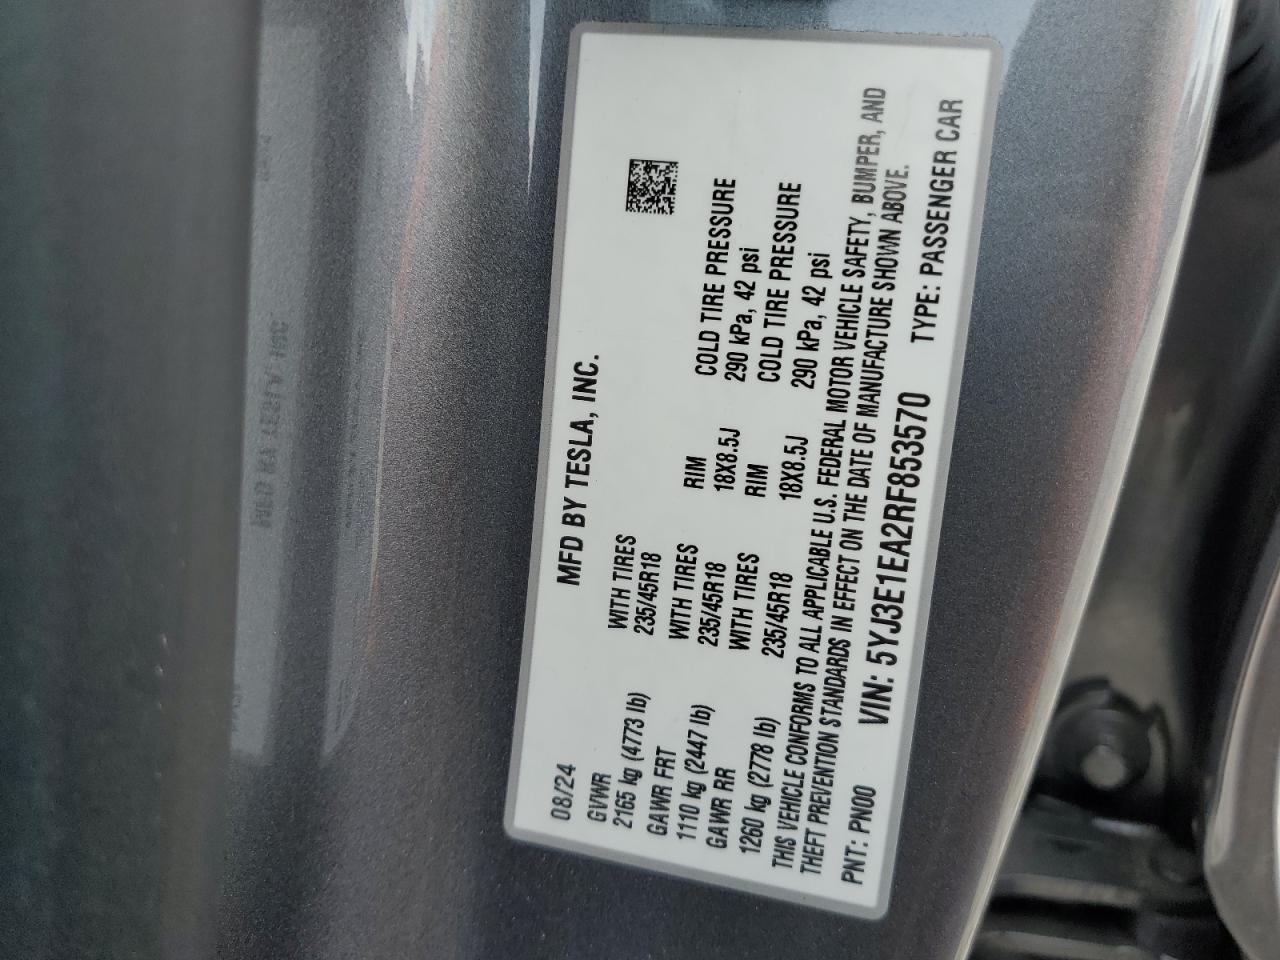 MFD BY TESLA, INC.
08/24
GVWR
2165 kg (4773 lb)
WITH TIRES
235/45R18
GAWR FRT
1110 kg (2447 lb)
WITH TIRES
235/45R18
RIM
18X8.5J
COLD TIRE PRESSURE
290 kPa, 42 psi
GAWR RR
1260 kg (2778 lb)
WITH TIRES
235/45R18
RIM
18X8.5J
COLD TIRE PRESSURE
290 kPa, 42 psi
THIS VEHICLE CONFORMS TO ALL APPLICABLE U.S. FEDERAL MOTOR VEHICLE SAFETY, BUMPER, AND
THEFT PREVENTION STANDARDS IN EFFECT ON THE DATE OF MANUFACTURE SHOWN ABOVE.
PNT: PN00 VIN: 5YJ3E1EA2RF853570 TYPE: PASSENGER CAR